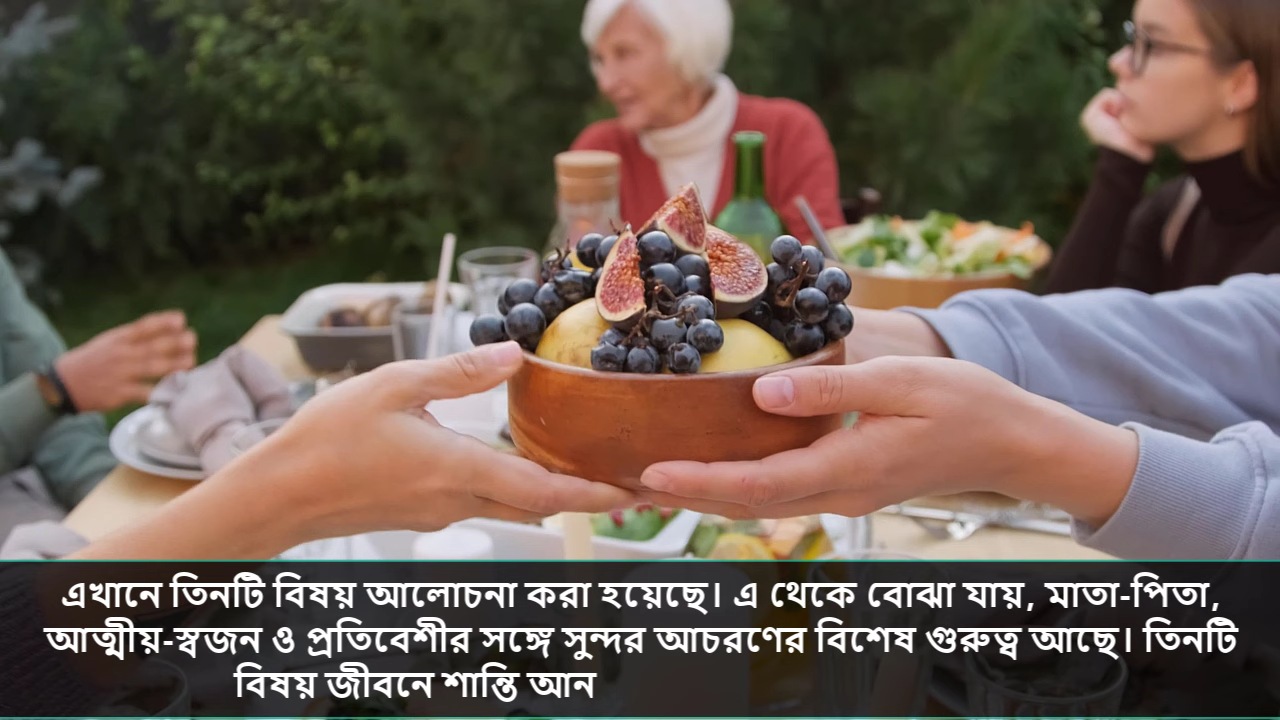 এখানে তিনটি বিষয় আলোচনা করা হয়েছে। এ থেকে বোঝা যায়, মাতা-পিতা,
আত্মীয়-স্বজন ও প্রতিবেশীর সঙ্গে সুন্দর আচরণের বিশেষ গুরুত্ব আছে। তিনটি
বিষয় জীবনে শান্তি আন